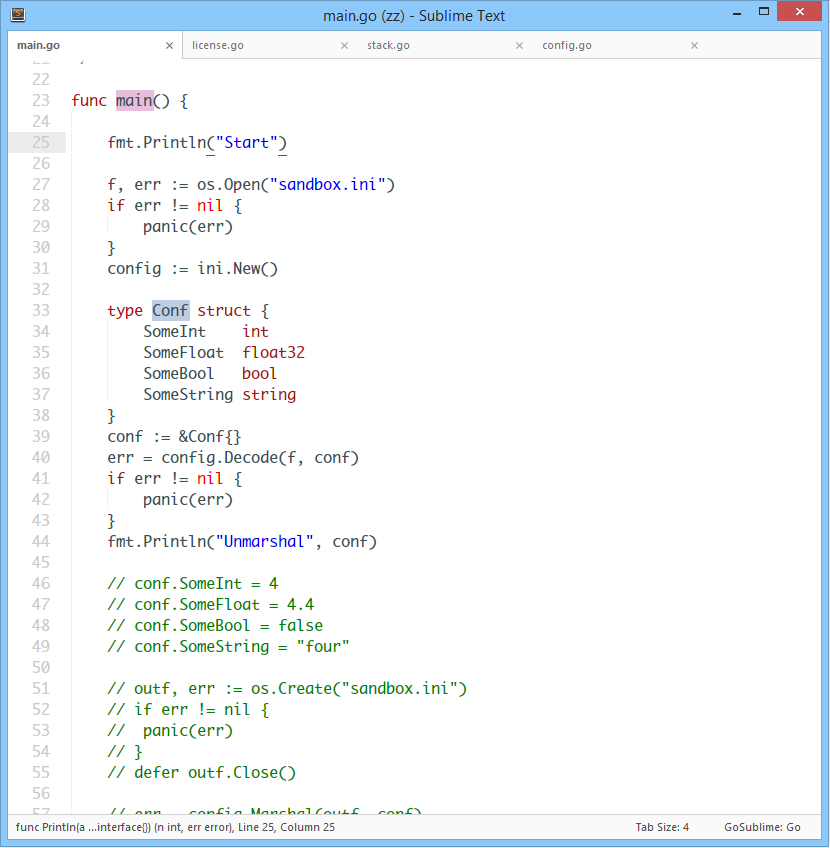 main.go (zz) - Sublime Text
main.go × license.go × stack.go × config.go ×
22
23 func main() {
24
25     fmt.Println("Start")
26
27     f, err := os.Open("sandbox.ini")
28     if err != nil {
29         panic(err)
30     }
31     config := ini.New()
32
33     type Conf struct {
34         SomeInt    int
35         SomeFloat  float32
36         SomeBool   bool
37         SomeString string
38     }
39     conf := &Conf{}
40     err = config.Decode(f, conf)
41     if err != nil {
42         panic(err)
43     }
44     fmt.Println("Unmarshal", conf)
45
46     // conf.SomeInt = 4
47     // conf.SomeFloat = 4.4
48     // conf.SomeBool = false
49     // conf.SomeString = "four"
50
51     // outf, err := os.Create("sandbox.ini")
52     // if err != nil {
53     //  panic(err)
54     // }
55     // defer outf.Close()
56
57     // err = config.Marshal(outf, conf)
func Println(a ...interface{}) (n int, err error), Line 25, Column 25 Tab Size: 4 GoSublime: Go